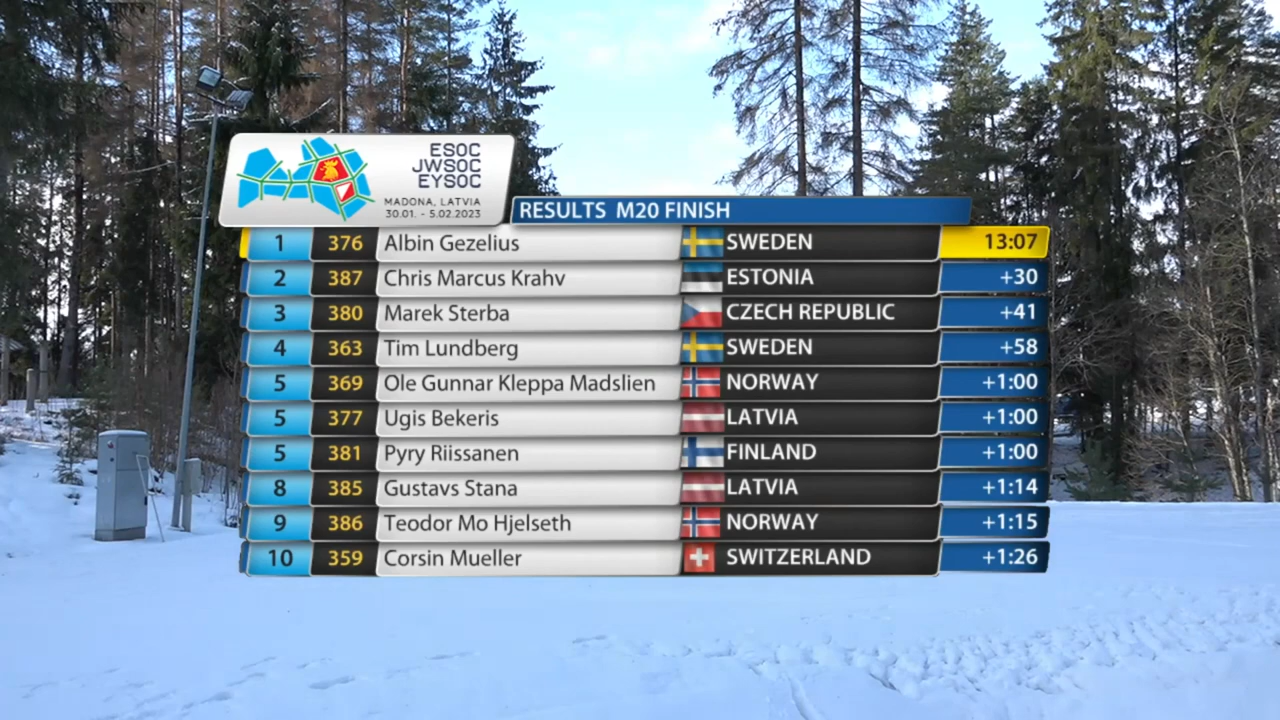 ESOC
JWSOC
EYSOC
MADONA, LATVIA
30.01. - 5.02.2023
RESULTS M20 FINISH
1 376 Albin Gezelius SWEDEN 13:07
2 387 Chris Marcus Krahv ESTONIA +30
3 380 Marek Sterba CZECH REPUBLIC +41
4 363 Tim Lundberg SWEDEN +58
5 369 Ole Gunnar Kleppa Madslien NORWAY +1:00
5 377 Ugis Bekeris LATVIA +1:00
5 381 Pyry Riissanen FINLAND +1:00
8 385 Gustavs Stana LATVIA +1:14
9 386 Teodor Mo Hjelseth NORWAY +1:15
10 359 Corsin Mueller SWITZERLAND +1:26